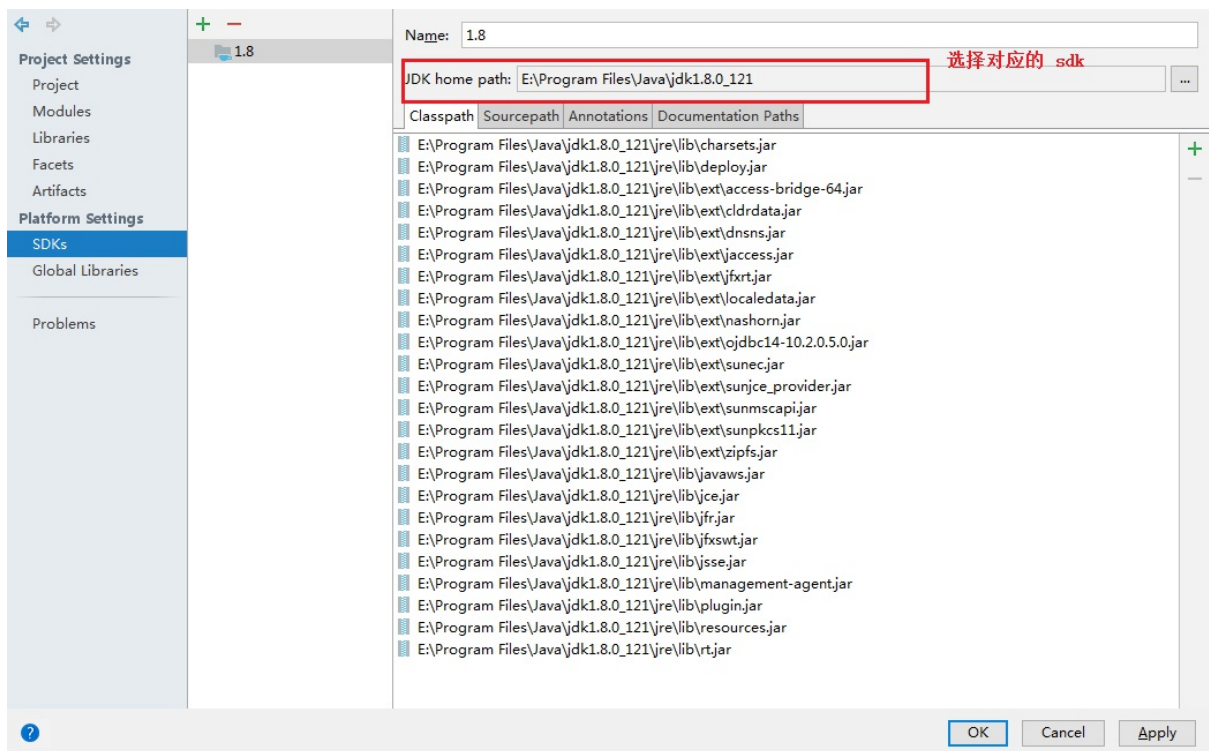 Project Settings
Project
Modules
Libraries
Facets
Artifacts
Platform Settings
SDKs
Global Libraries
Problems
1.8
Name: 1.8
选择对应的 sdk
JDK home path: E:\Program Files\Java\jdk1.8.0_121
...
Classpath Sourcepath Annotations Documentation Paths
E:\Program Files\Java\jdk1.8.0_121\jre\lib\charsets.jar
E:\Program Files\Java\jdk1.8.0_121\jre\lib\deploy.jar
E:\Program Files\Java\jdk1.8.0_121\jre\lib\ext\access-bridge-64.jar
E:\Program Files\Java\jdk1.8.0_121\jre\lib\ext\cldrdata.jar
E:\Program Files\Java\jdk1.8.0_121\jre\lib\ext\dnsns.jar
E:\Program Files\Java\jdk1.8.0_121\jre\lib\ext\jaccess.jar
E:\Program Files\Java\jdk1.8.0_121\jre\lib\ext\jfxrt.jar
E:\Program Files\Java\jdk1.8.0_121\jre\lib\ext\localedata.jar
E:\Program Files\Java\jdk1.8.0_121\jre\lib\ext\nashorn.jar
E:\Program Files\Java\jdk1.8.0_121\jre\lib\ext\ojdbc14-10.2.0.5.0.jar
E:\Program Files\Java\jdk1.8.0_121\jre\lib\ext\sunec.jar
E:\Program Files\Java\jdk1.8.0_121\jre\lib\ext\sunjce_provider.jar
E:\Program Files\Java\jdk1.8.0_121\jre\lib\ext\sunmscapi.jar
E:\Program Files\Java\jdk1.8.0_121\jre\lib\ext\sunpkcs11.jar
E:\Program Files\Java\jdk1.8.0_121\jre\lib\ext\zipfs.jar
E:\Program Files\Java\jdk1.8.0_121\jre\lib\javaws.jar
E:\Program Files\Java\jdk1.8.0_121\jre\lib\jce.jar
E:\Program Files\Java\jdk1.8.0_121\jre\lib\jfr.jar
E:\Program Files\Java\jdk1.8.0_121\jre\lib\jfxswt.jar
E:\Program Files\Java\jdk1.8.0_121\jre\lib\jsse.jar
E:\Program Files\Java\jdk1.8.0_121\jre\lib\management-agent.jar
E:\Program Files\Java\jdk1.8.0_121\jre\lib\plugin.jar
E:\Program Files\Java\jdk1.8.0_121\jre\lib\resources.jar
E:\Program Files\Java\jdk1.8.0_121\jre\lib\rt.jar
?
OK Cancel Apply